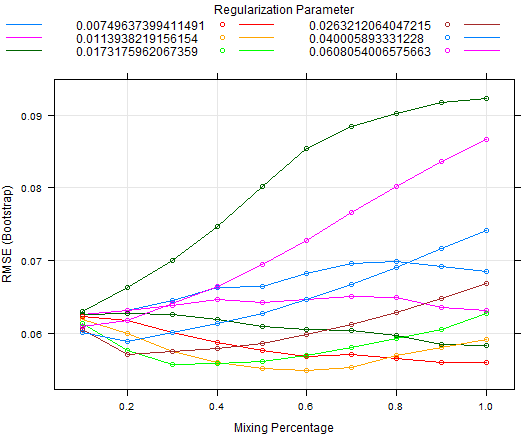 Regularization Parameter
0.00749637399411491 0.0263212064047215
0.0113938219156154 0.040005893331228
0.0173175962067359 0.0608054006575663
0.09
0.08
0.07
0.06
RMSE (Bootstrap)
0.2 0.4 0.6 0.8 1.0
Mixing Percentage